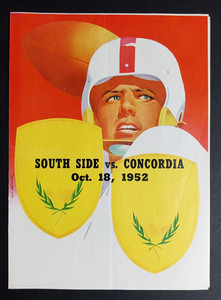 SOUTH SIDE vs. CONCORDIA
Oct. 18, 1952